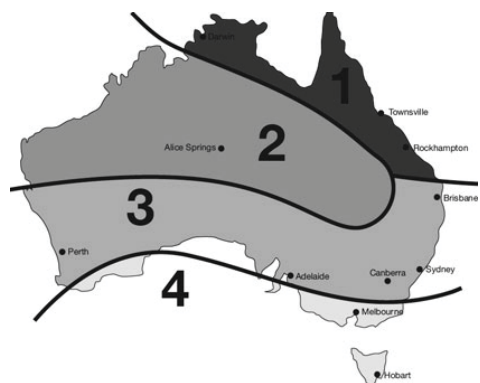 Darwin
1
Townsville
Alice Springs
2
Rockhampton
3
Brisbane
Perth
4
Adelaide
Canberra
Sydney
Melbourne
Hobart